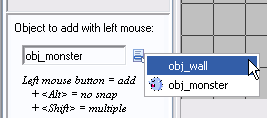 Object to add with left mouse:
obj_monster
obj_wall
obj_monster
Left mouse button = add
+ <Alt> = no snap
+ <Shift> = multiple